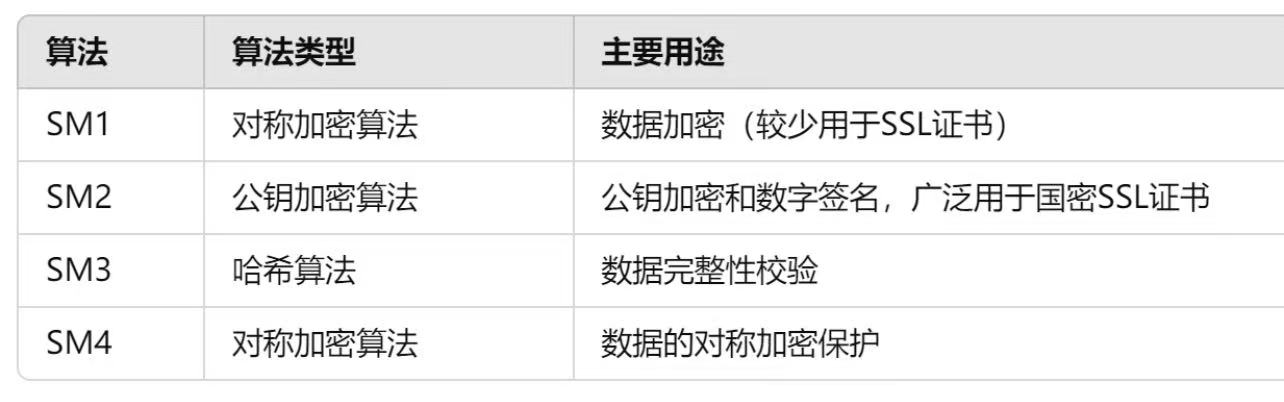 算法 算法类型 主要用途
SM1 对称加密算法 数据加密（较少用于SSL证书）
SM2 公钥加密算法 公钥加密和数字签名，广泛用于国密SSL证书
SM3 哈希算法 数据完整性校验
SM4 对称加密算法 数据的对称加密保护